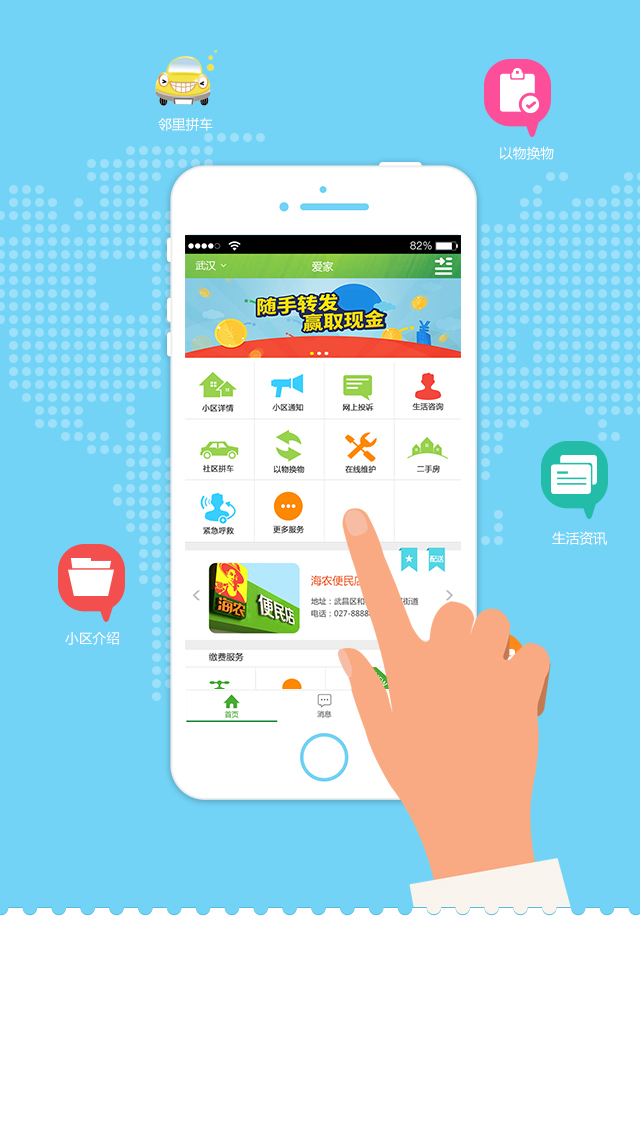 邻里拼车
以物换物
82%
武汉
爱家
随手转发
赢取现金
小区详情
小区通知
网上投诉
生活咨询
社区拼车
以物换物
在线维护
二手房
紧急呼救
更多服务
配送
海农
便民店
海农便民店
地址：武昌区和
街道
电话：027-8888
缴费服务
首页
消息
生活资讯
小区介绍